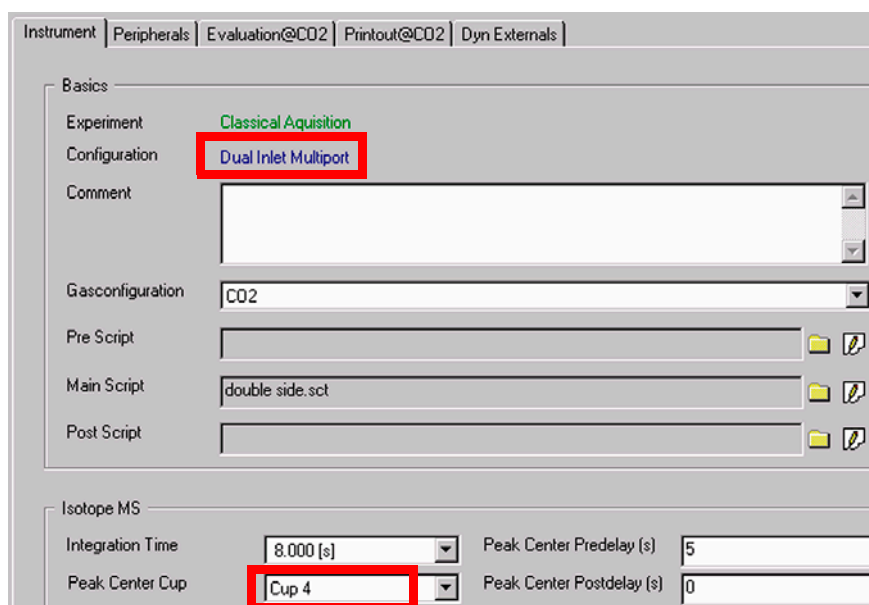 Instrument Peripherals Evaluation@CO2 Printout@CO2 Dyn Externals
Basics
Experiment Classical Aquisition
Configuration Dual Inlet Multiport
Comment
Gasconfiguration CO2
Pre Script
Main Script double side.sct
Post Script
Isotope MS
Integration Time 8.000 [s] Peak Center Predelay (s) 5
Peak Center Cup Cup 4 Peak Center Postdelay (s) 0